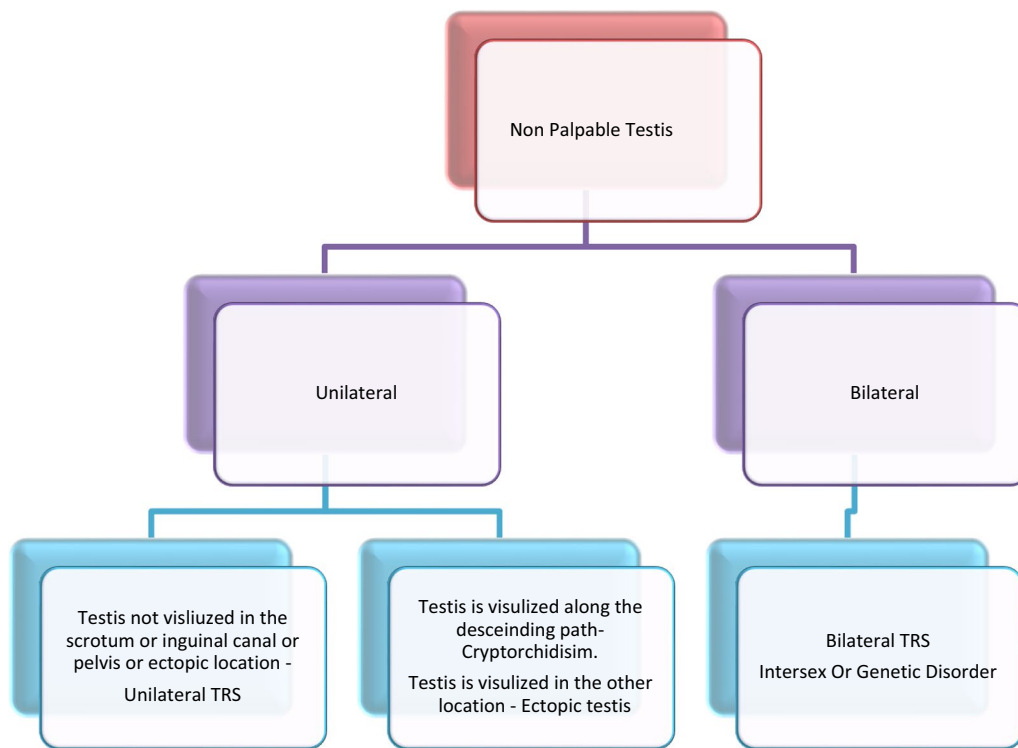 Non Palpable Testis
Unilateral
Bilateral
Testis not visliuzed in the
scrotum or inguinal canal or
pelvis or ectopic location -
Unilateral TRS
Testis is visulized along the
desceinding path-
Cryptorchidisim.
Testis is visulized in the other
location - Ectopic testis
Bilateral TRS
Intersex Or Genetic Disorder